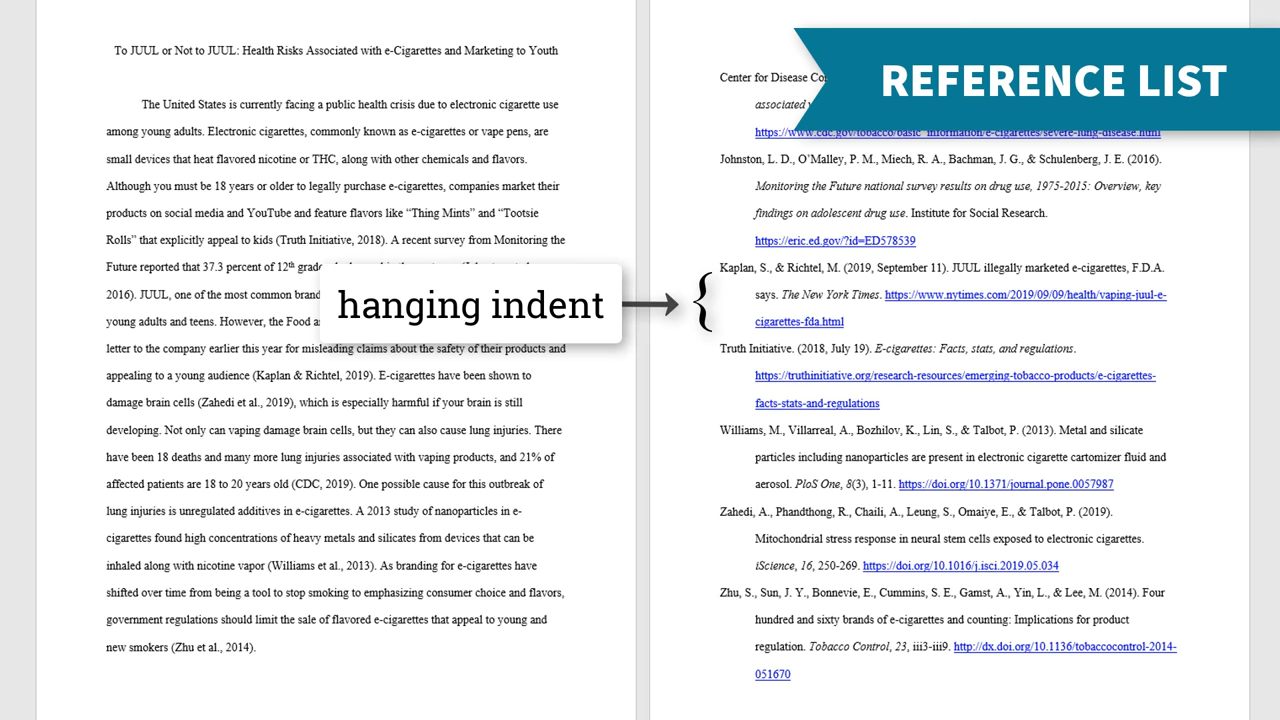 To JUUL or Not to JUUL: Health Risks Associated with e-Cigarettes and Marketing to Youth
The United States is currently facing a public health crisis due to electronic cigarette use
among young adults. Electronic cigarettes, commonly known as e-cigarettes or vape pens, are
small devices that heat flavored nicotine or THC, along with other chemicals and flavors.
Although you must be 18 years or older to legally purchase e-cigarettes, companies market their
products on social media and YouTube and feature flavors like “Thing Mints” and “Tootsie
Rolls” that explicitly appeal to kids (Truth Initiative, 2018). A recent survey from Monitoring the
Future reported that 37.3 percent of 12th
2016). JUUL, one of the most common
young adults and teens. However, the Food
letter to the company earlier this year for misleading claims about the safety of their products and
appealing to a young audience (Kaplan & Richtel, 2019). E-cigarettes have been shown to
damage brain cells (Zahedi et al., 2019), which is especially harmful if your brain is still
developing. Not only can vaping damage brain cells, but they can also cause lung injuries. There
have been 18 deaths and many more lung injuries associated with vaping products, and 21% of
affected patients are 18 to 20 years old (CDC, 2019). One possible cause for this outbreak of
lung injuries is unregulated additives in e-cigarettes. A 2013 study of nanoparticles in e-
cigarettes found high concentrations of heavy metals and silicates from devices that can be
inhaled along with nicotine vapor (Williams et al., 2013). As branding for e-cigarettes have
shifted over time from being a tool to stop smoking to emphasizing consumer choice and flavors,
government regulations should limit the sale of flavored e-cigarettes that appeal to young and
new smokers (Zhu et al., 2014).
hanging indent
{
REFERENCE LIST
Center for Disease
associated
https://www.cdc.gov/tobacco/basic_information/e-cigarettes/severe-lung-disease.html
Johnston, L. D., O’Malley, P. M., Miech, R. A., Bachman, J. G., & Schulenberg, J. E. (2016).
Monitoring the Future national survey results on drug use, 1975-2015: Overview, key
findings on adolescent drug use. Institute for Social Research.
https://eric.ed.gov/?id=ED578539
Kaplan, S., & Richtel, M. (2019, September 11). JUUL illegally marketed e-cigarettes, F.D.A.
says. The New York Times. https://www.nytimes.com/2019/09/09/health/vaping-juul-e-
cigarettes-fda.html
Truth Initiative. (2018, July 19). E-cigarettes: Facts, stats, and regulations.
https://truthinitiative.org/research-resources/emerging-tobacco-products/e-cigarettes-
facts-stats-and-regulations
Williams, M., Villarreal, A., Bozhilov, K., Lin, S., & Talbot, P. (2013). Metal and silicate
particles including nanoparticles are present in electronic cigarette cartomizer fluid and
aerosol. PloS One, 8(3), 1-11. https://doi.org/10.1371/journal.pone.0057987
Zahedi, A., Phandthong, R., Chaili, A., Leung, S., Omaiye, E., & Talbot, P. (2019).
Mitochondrial stress response in neural stem cells exposed to electronic cigarettes.
iScience, 16, 250-269. https://doi.org/10.1016/j.isci.2019.05.034
Zhu, S., Sun, J. Y., Bonnevie, E., Cummins, S. E., Gamst, A., Yin, L., & Lee, M. (2014). Four
hundred and sixty brands of e-cigarettes and counting: Implications for product
regulation. Tobacco Control, 23, iii3-iii9. http://dx.doi.org/10.1136/tobaccocontrol-2014-
051670